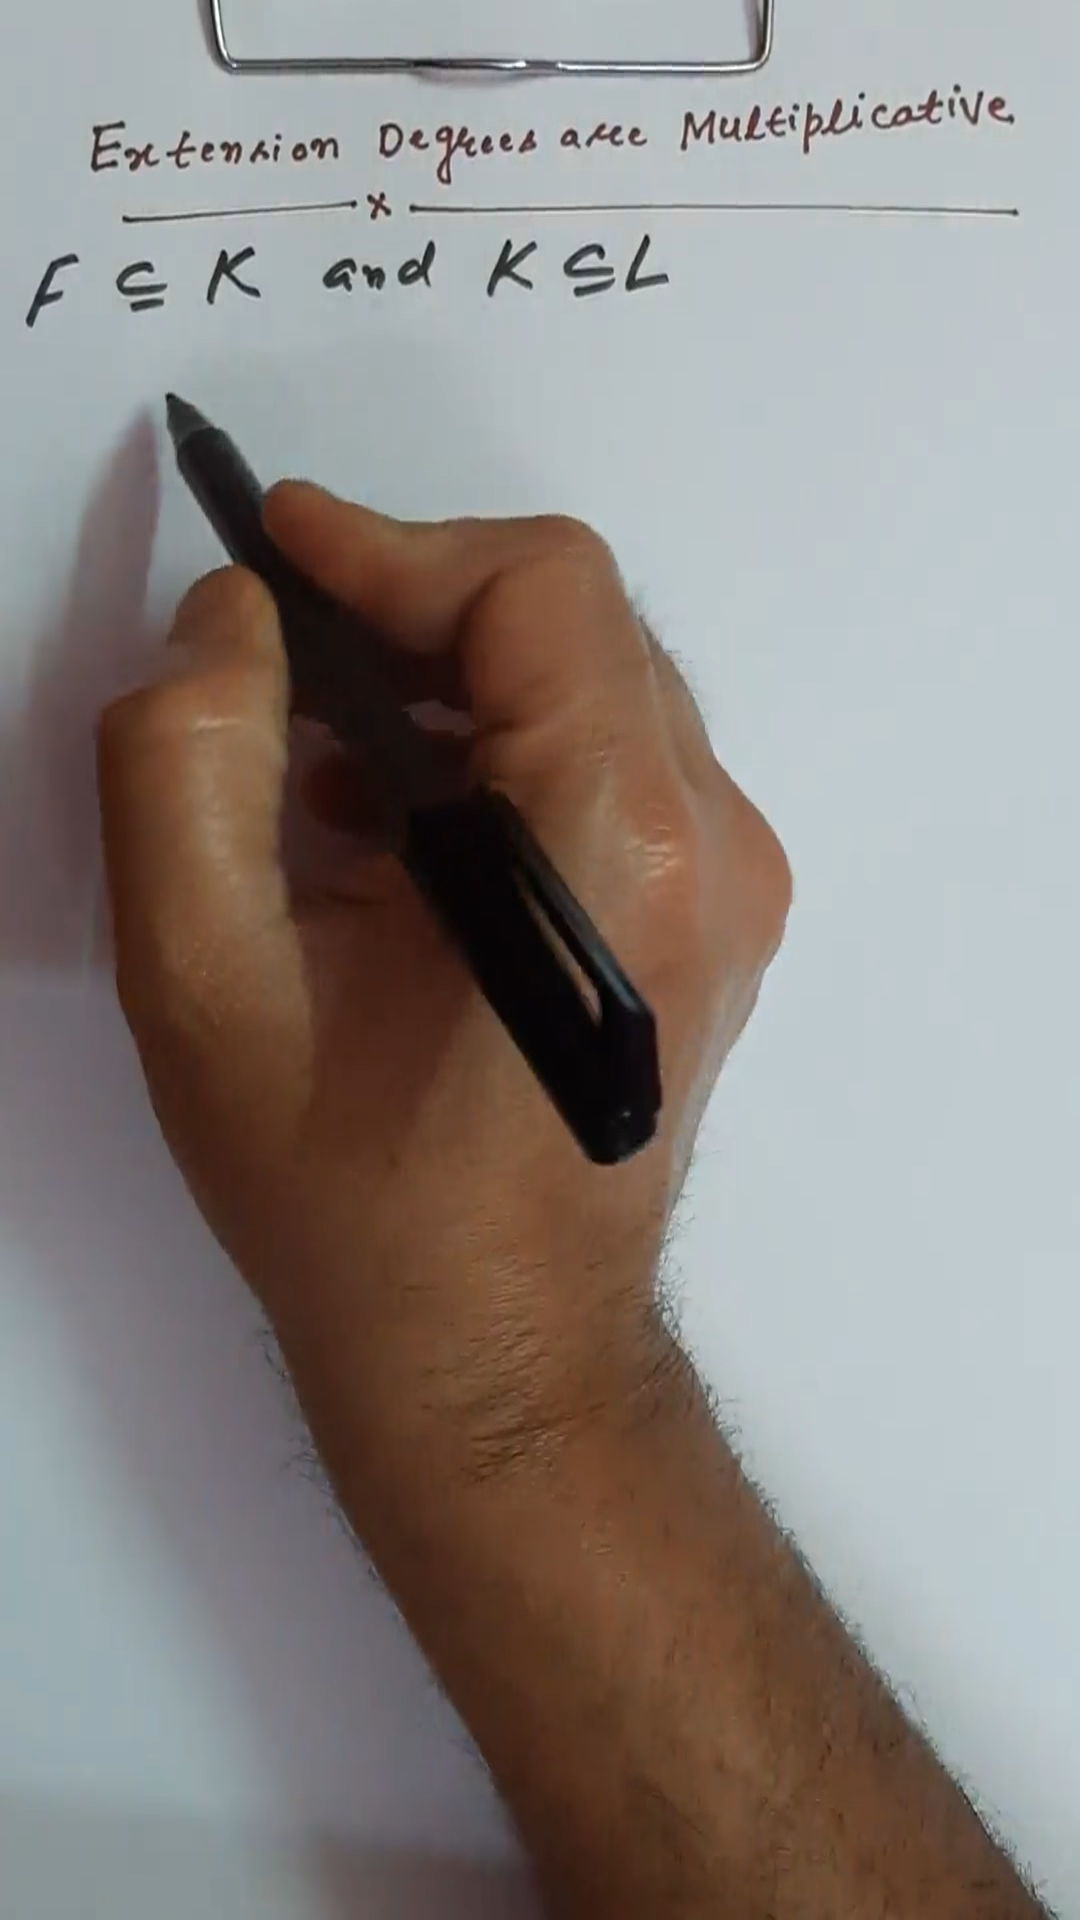 Extension Degrees are Multiplicative
x
F ⊆ K and K ⊆ L